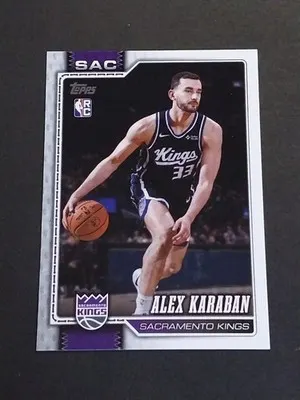 SAC
Topps
RC
Kings
33
SACRAMENTO
KINGS
ALEX KARABAN
SACRAMENTO KINGS